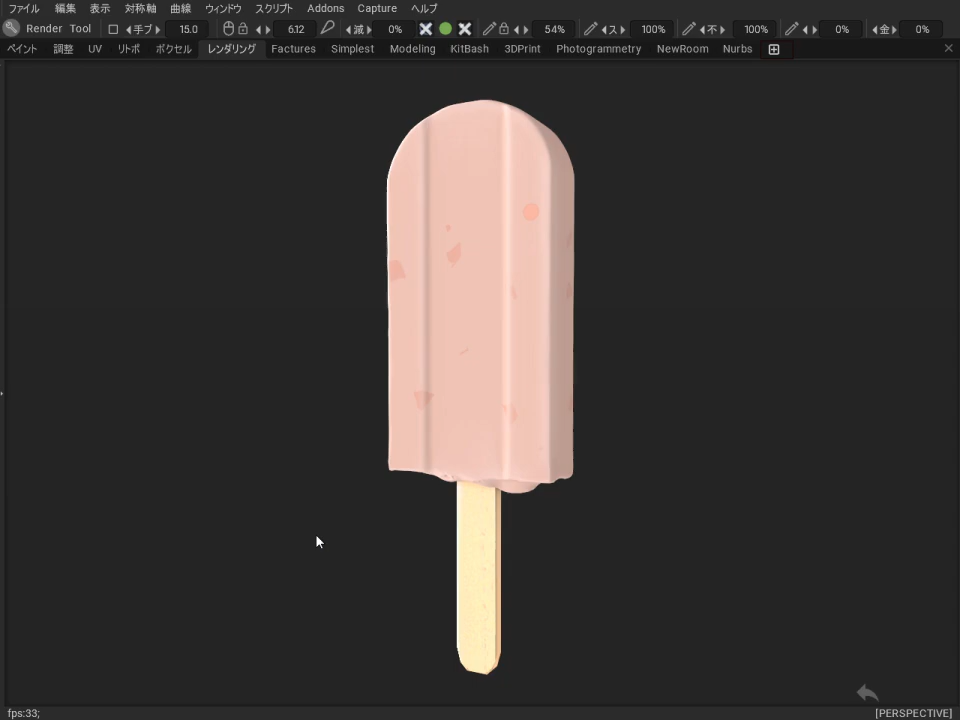 ファイル 編集 表示 対称軸 曲線 ウィンドウ スクリプト Addons Capture ヘルプ
Render Tool 手ブ 15.0 6.12 減 0% 54% ス 100% 不 100% 0% 金 0%
ペイント 調整 UV リトポ ボクセル レンダリング Factures Simplest Modeling KitBash 3DPrint Photogrammetry NewRoom Nurbs
fps:33; [PERSPECTIVE]